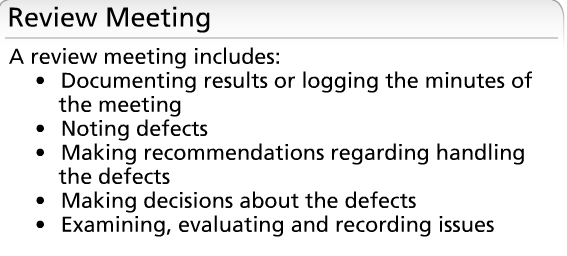 Review Meeting
A review meeting includes:
• Documenting results or logging the minutes of
the meeting
• Noting defects
• Making recommendations regarding handling
the defects
• Making decisions about the defects
• Examining, evaluating and recording issues